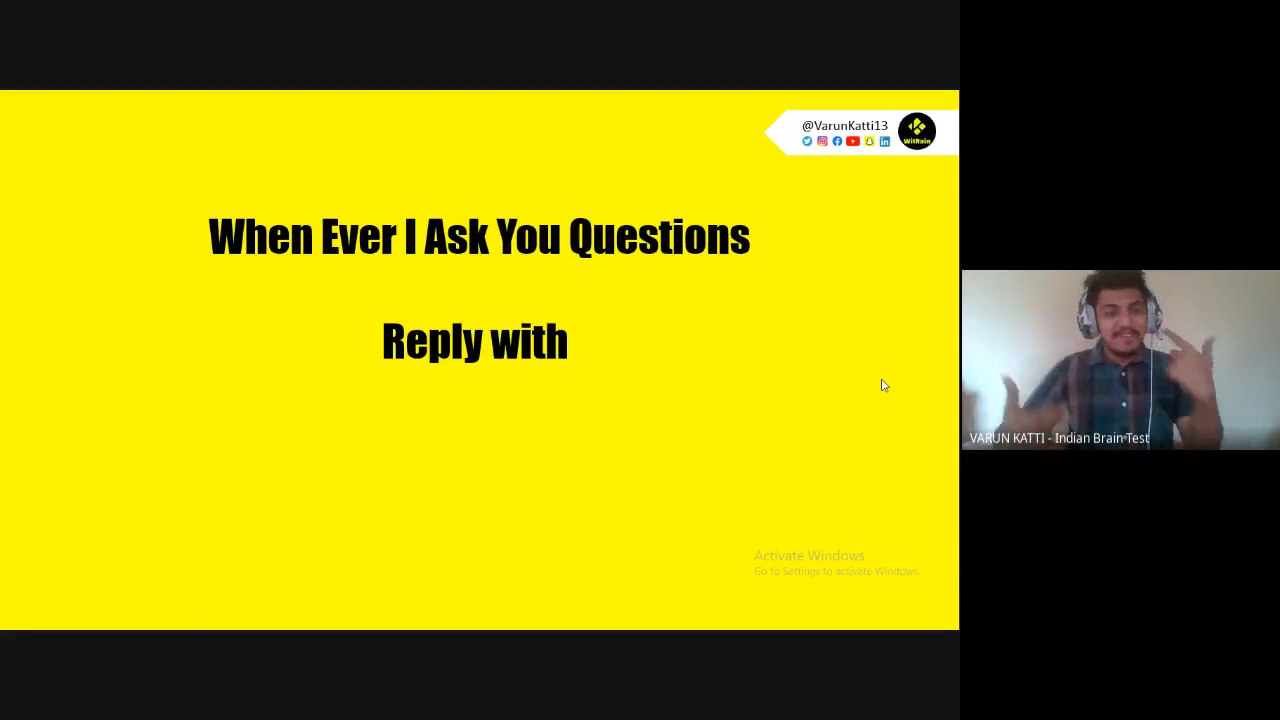 @VarunKatti13
WitRain
When Ever I Ask You Questions
Reply with
VARUN KATTI - Indian Brain Test
Activate Windows
Go to Settings to activate Windows.